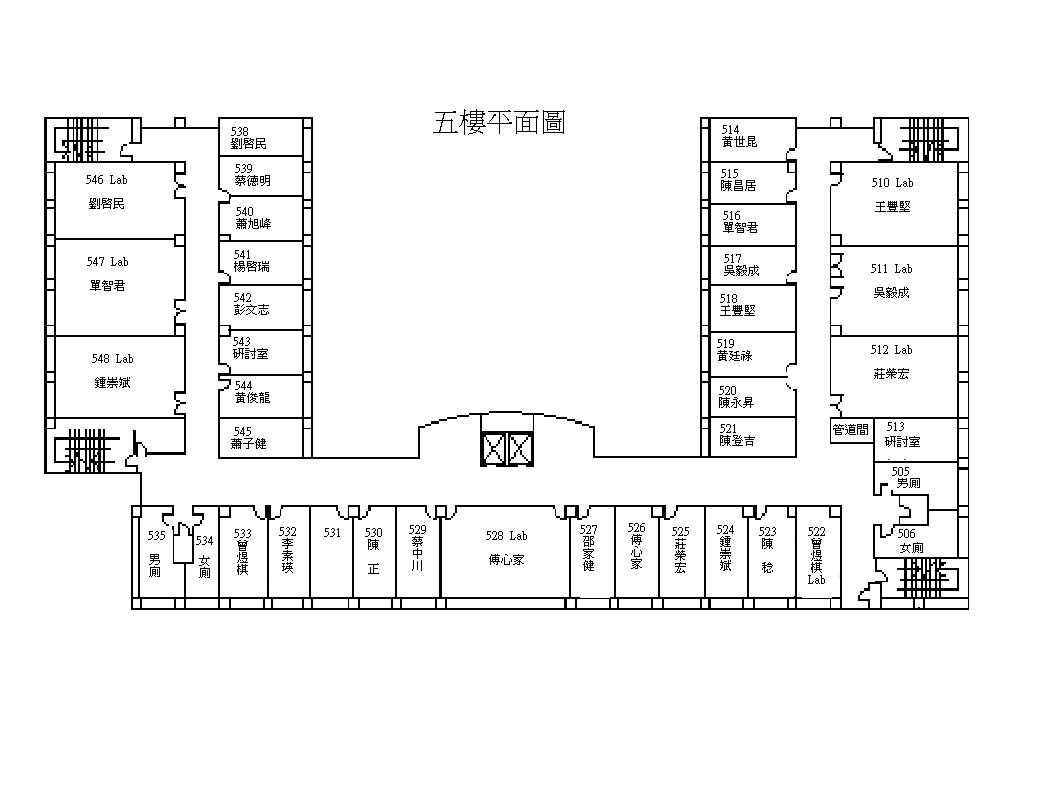 五樓平面圖
538
劉啓民
539
蔡德明
540
蕭旭峰
541
楊啓瑞
542
彭文志
543
研討室
544
黃俊龍
545
蕭子健
546 Lab
劉啓民
547 Lab
單智君
548 Lab
鍾崇斌
514
黃世昆
515
陳昌居
516
單智君
517
吳毅成
518
王豐堅
519
黃廷祿
520
陳永昇
521
陳登吉
510 Lab
王豐堅
511 Lab
吳毅成
512 Lab
莊榮宏
管道間
513
研討室
505
男廁
506
女廁
535
男廁
534
女廁
533
曾煜棋
532
李素瑛
531
530
陳正
529
蔡中川
528 Lab
傅心家
527
邵家健
526
傅心家
525
莊榮宏
524
鍾崇斌
523
陳稔
522
曾煜棋
Lab